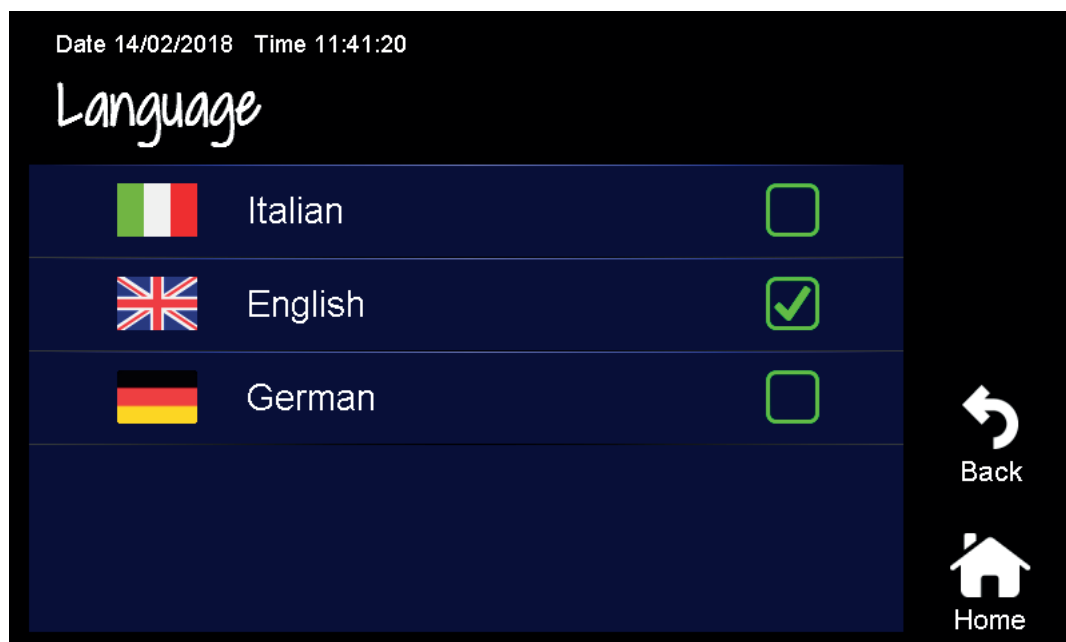 Date 14/02/2018 Time 11:41:20
Language
Italian
English
German
Back
Home